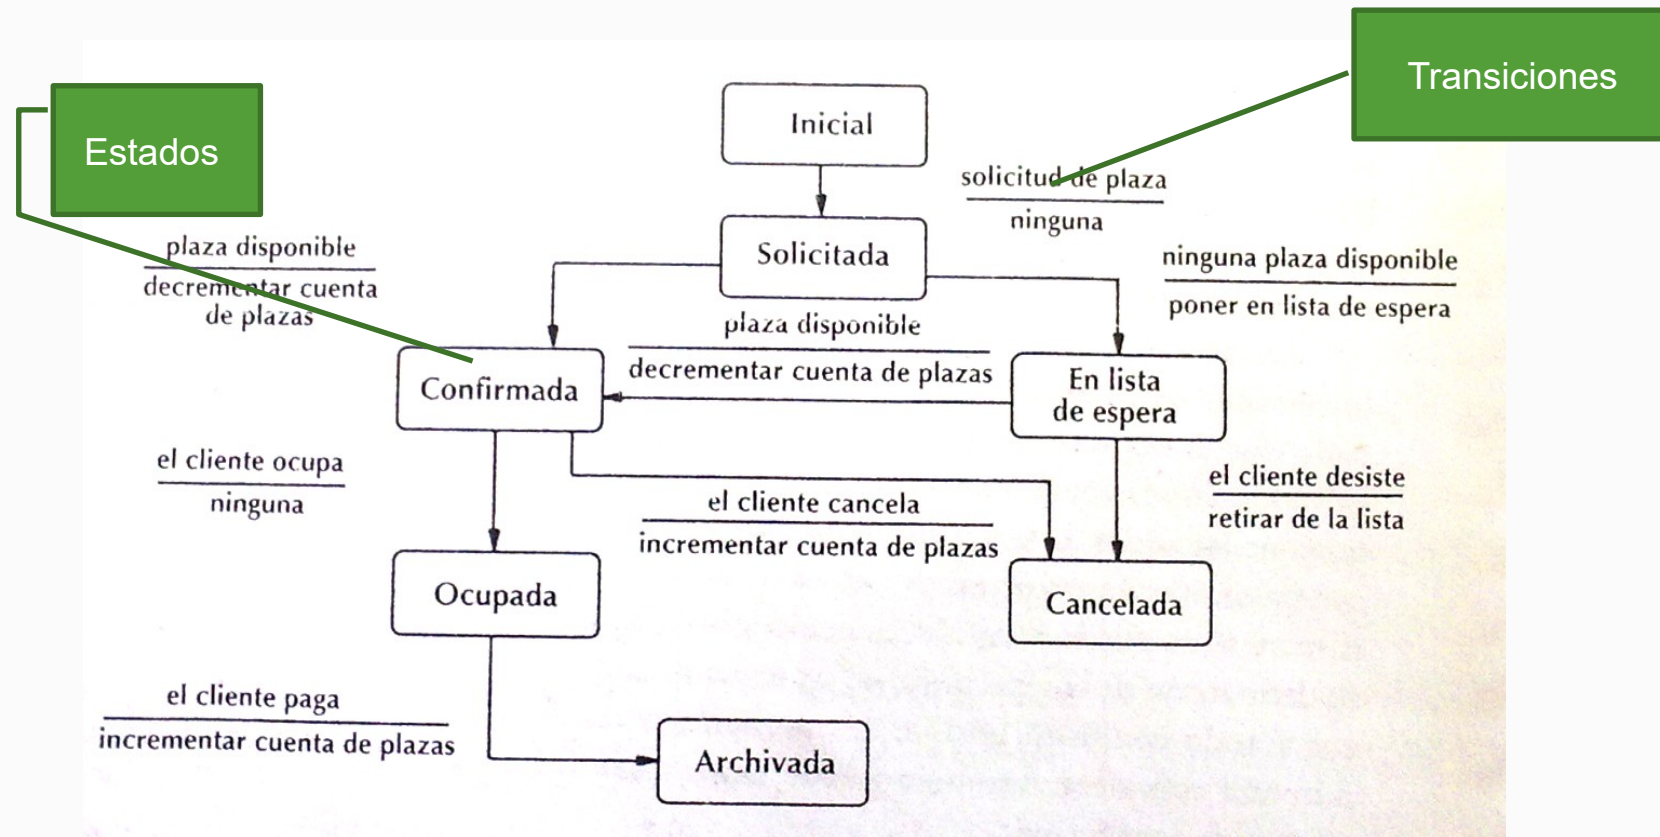 Transiciones
Estados
Inicial
solicitud de plaza
ninguna
Solicitada
plaza disponible
decrementar cuenta
de plazas
ninguna plaza disponible
poner en lista de espera
plaza disponible
decrementar cuenta de plazas
Confirmada
En lista
de espera
el cliente ocupa
ninguna
el cliente cancela
incrementar cuenta de plazas
el cliente desiste
retirar de la lista
Ocupada
Cancelada
el cliente paga
incrementar cuenta de plazas
Archivada